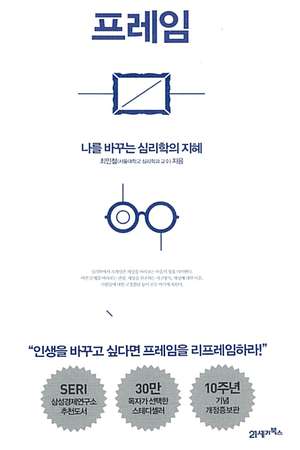 프레임
나를 바꾸는 심리학의 지혜
최인철(서울대학교 심리학과 교수) 지음
“인생을 바꾸고 싶다면 프레임을 리프레임하라!”
SERI
삼성경제연구소
추천도서
30만
독자가 선택한
스테디셀러
10주년
기념
개정증보판
21세기북스